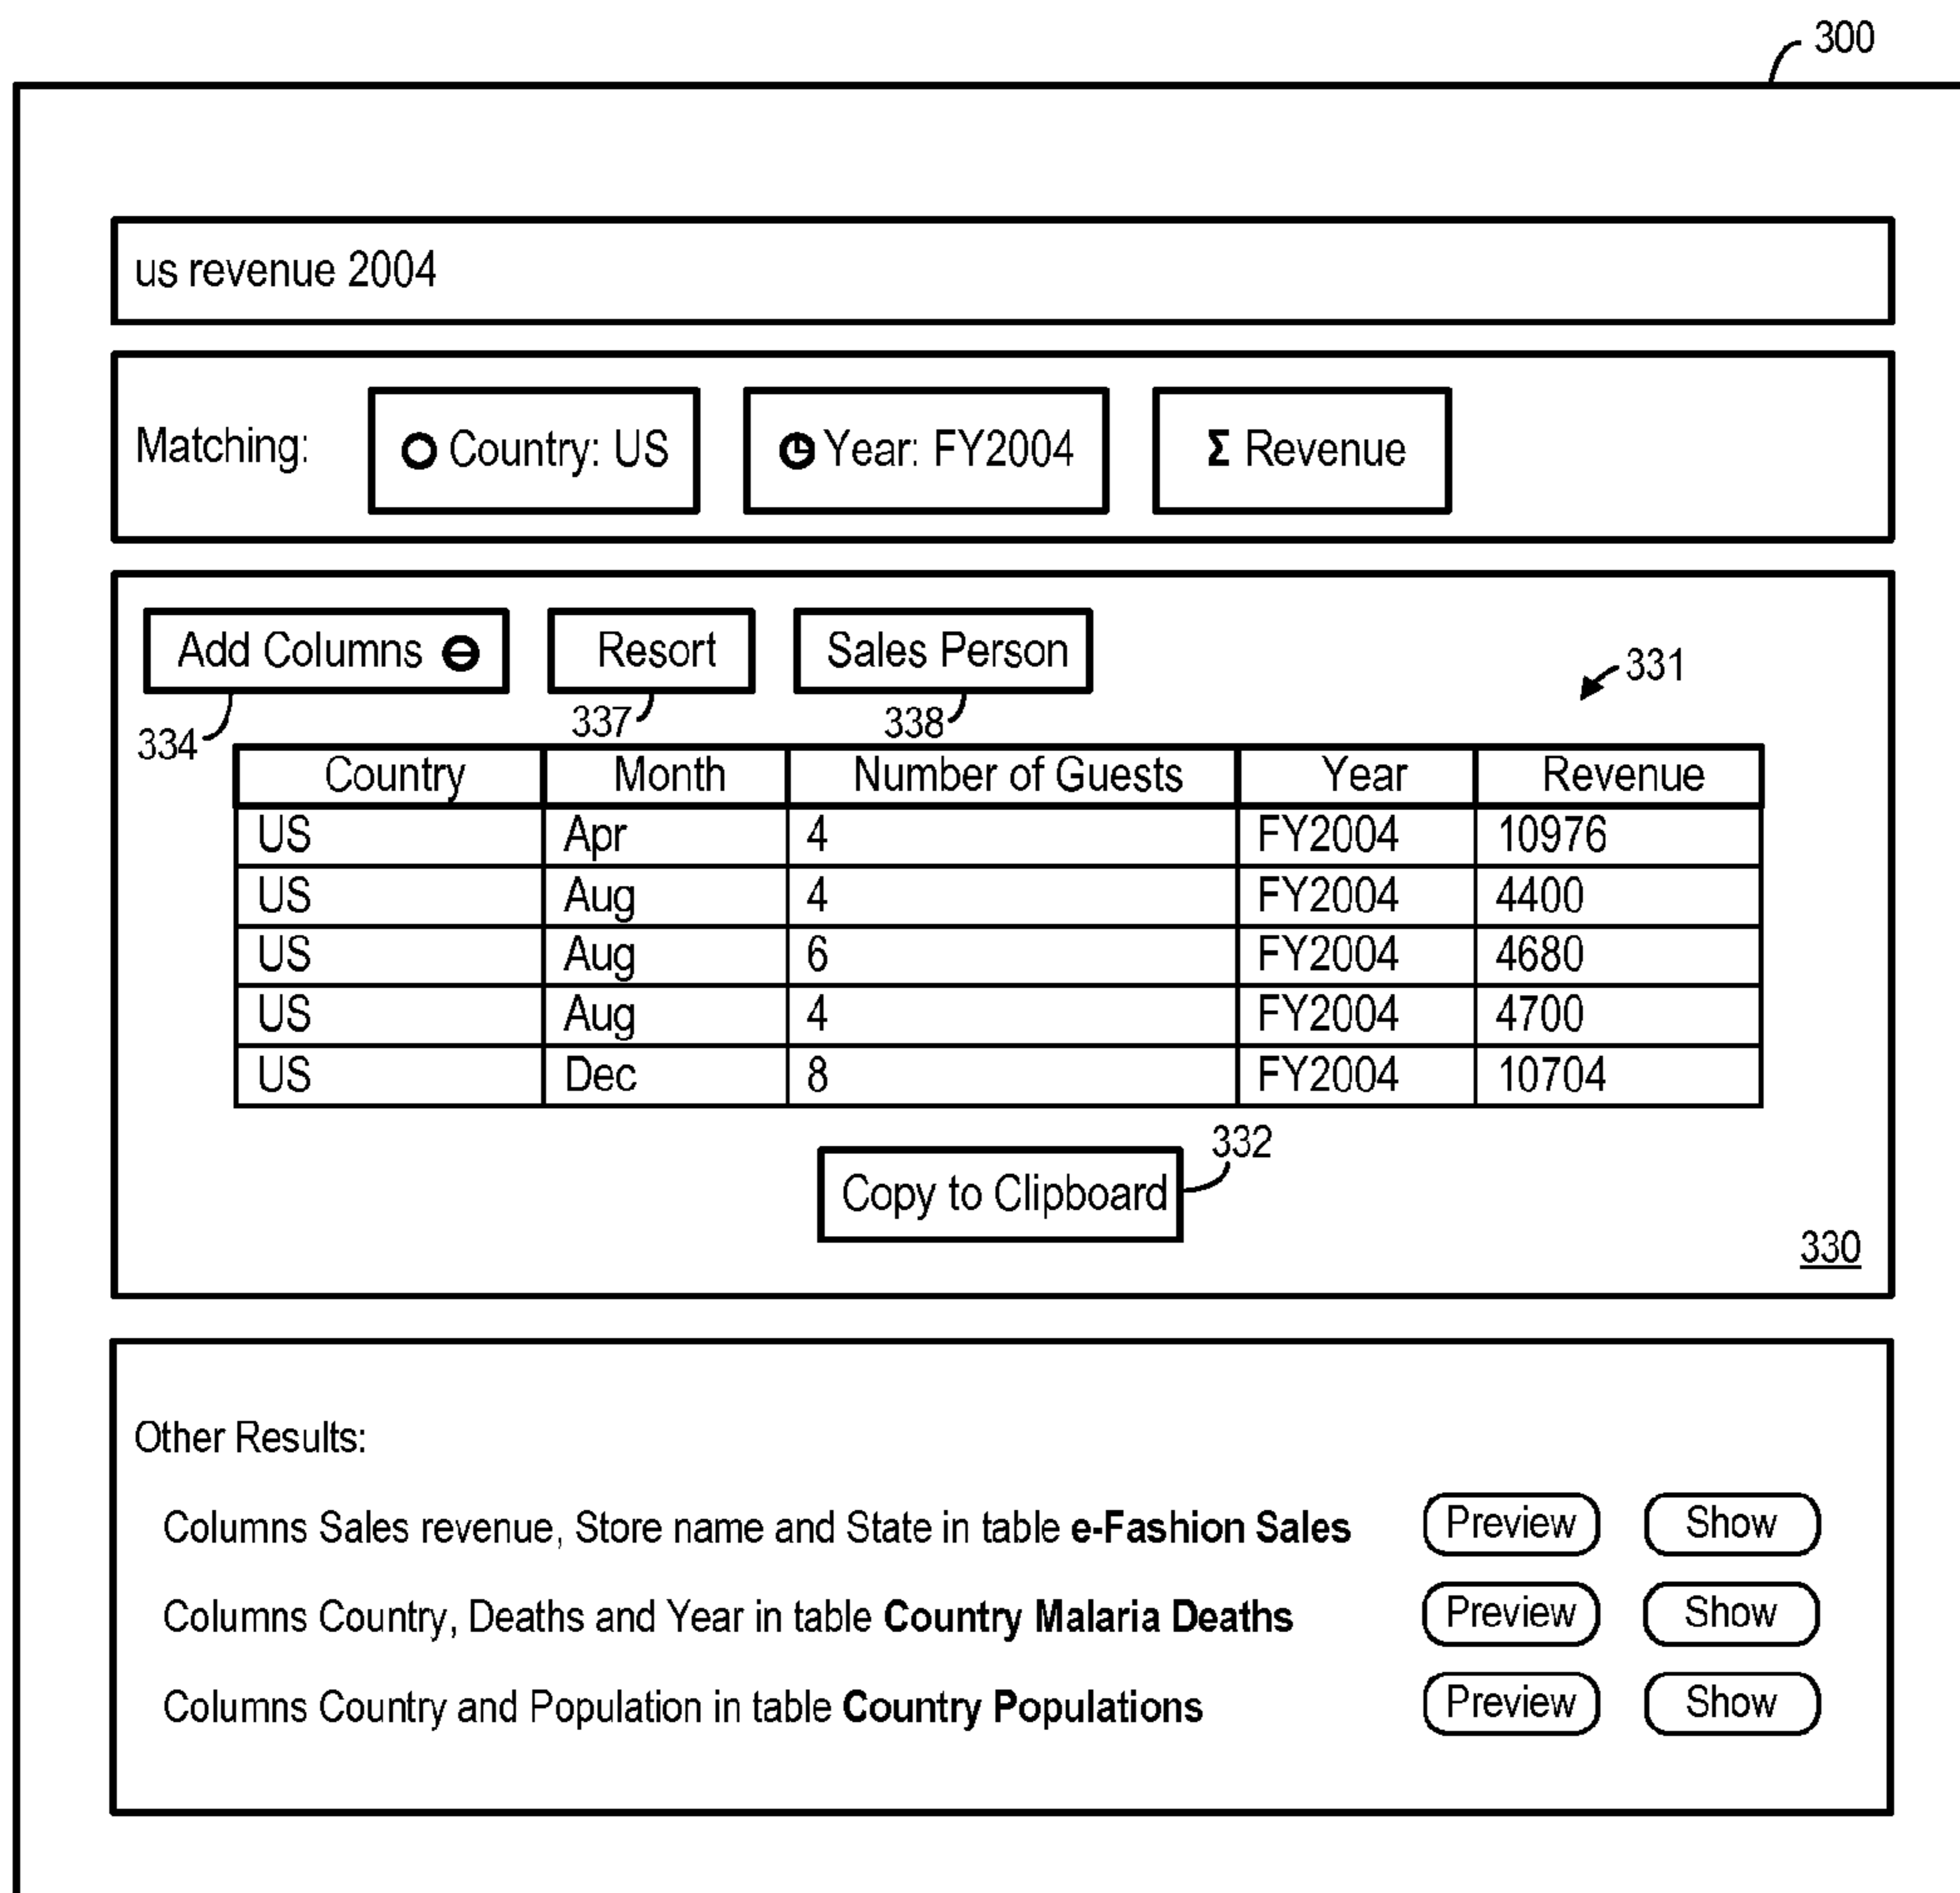 300
us revenue 2004
Matching: Country: US Year: FY2004 Σ Revenue
Add Columns Resort Sales Person
331
334 337 338
Country Month Number of Guests Year Revenue
US Apr 4 FY2004 10976
US Aug 4 FY2004 4400
US Aug 6 FY2004 4680
US Aug 4 FY2004 4700
US Dec 8 FY2004 10704
332
Copy to Clipboard
330
Other Results:
Columns Sales revenue, Store name and State in table e-Fashion Sales Preview Show
Columns Country, Deaths and Year in table Country Malaria Deaths Preview Show
Columns Country and Population in table Country Populations Preview Show